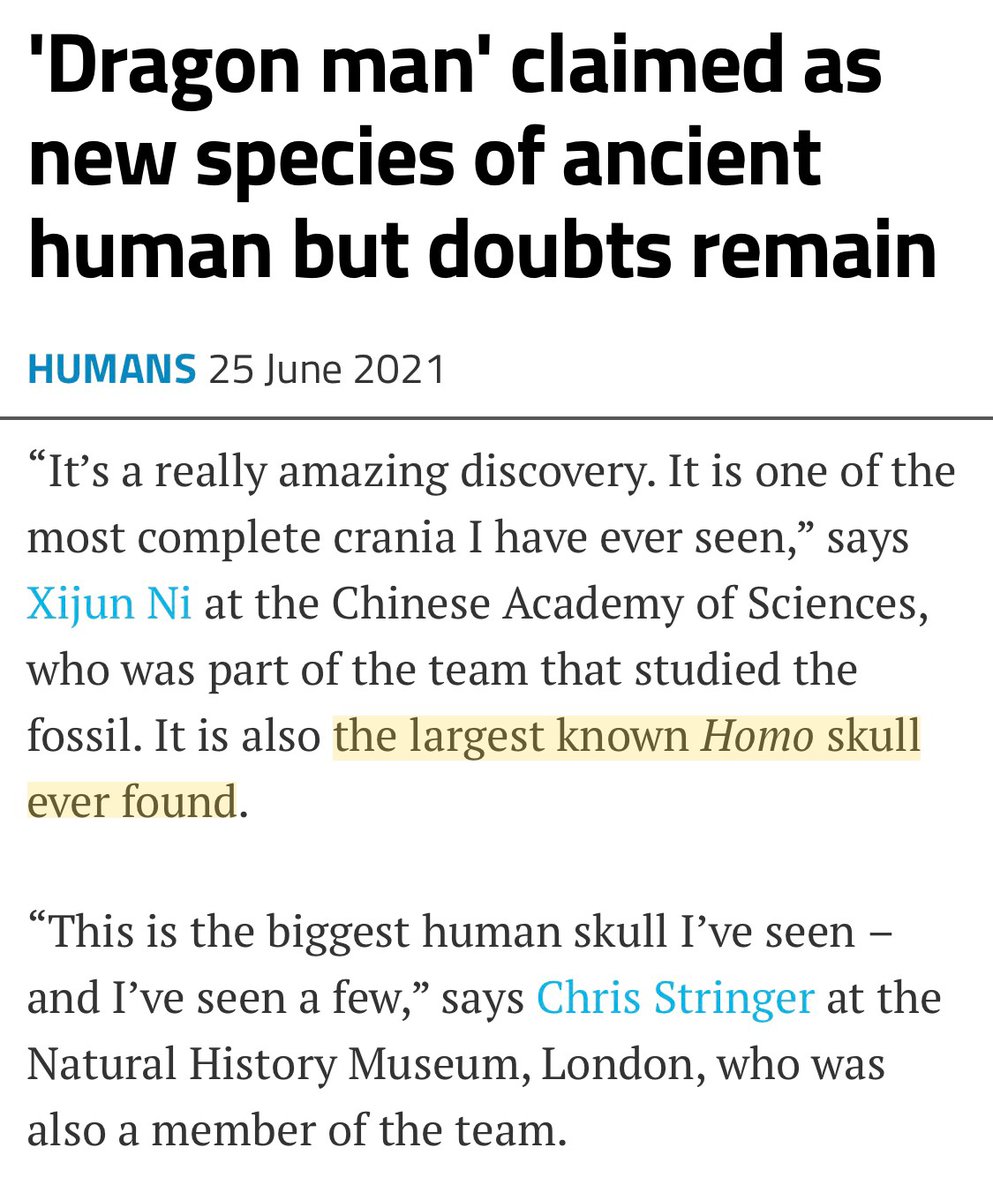 'Dragon man' claimed as
new species of ancient
human but doubts remain
HUMANS 25 June 2021
“It’s a really amazing discovery. It is one of the
most complete crania I have ever seen,” says
Xijun Ni at the Chinese Academy of Sciences,
who was part of the team that studied the
fossil. It is also the largest known Homo skull
ever found.
“This is the biggest human skull I’ve seen –
and I’ve seen a few,” says Chris Stringer at the
Natural History Museum, London, who was
also a member of the team.